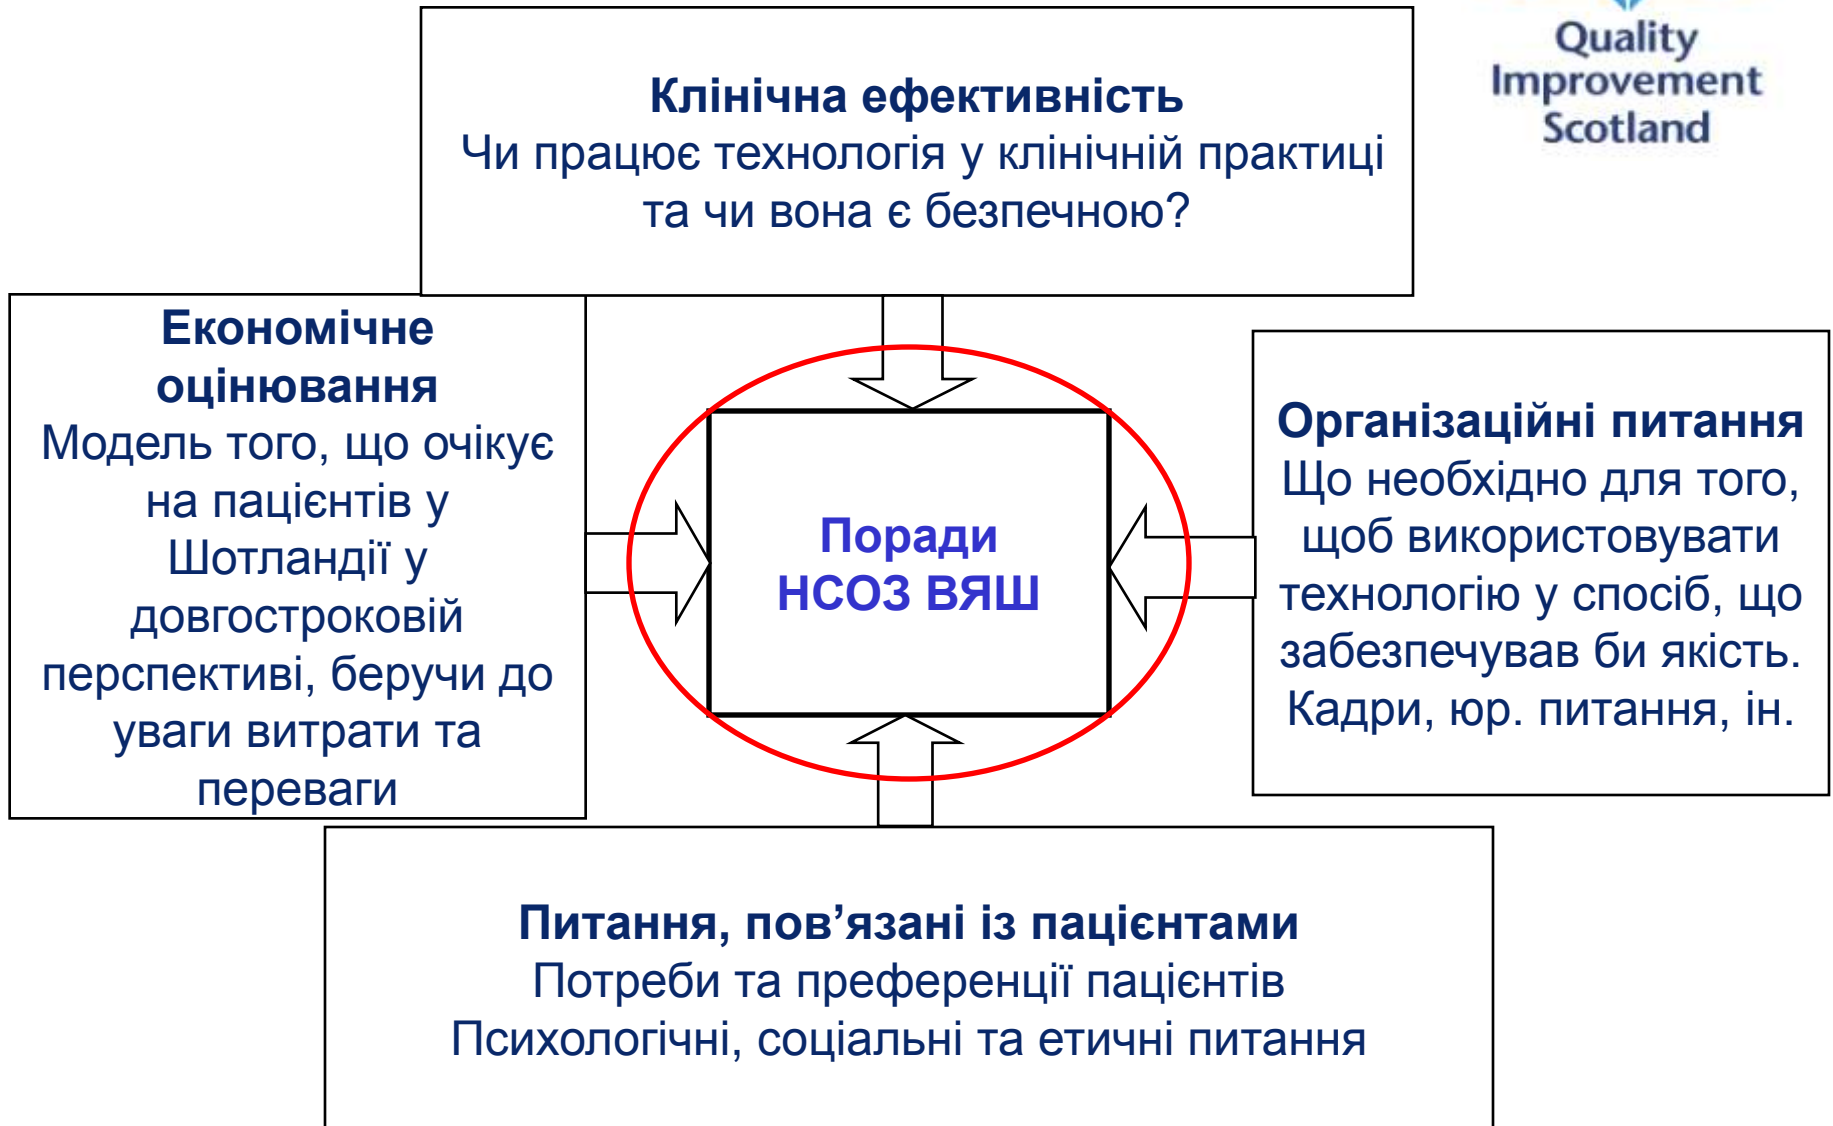 Quality
Improvement
Scotland
Клінічна ефективність
Чи працює технологія у клінічній практиці
та чи вона є безпечною?
Економічне
оцінювання
Модель того, що очікує
на пацієнтів у
Шотландії у
довгостроковій
перспективі, беручи до
уваги витрати та
переваги
Поради
НСОЗ ВЯШ
Організаційні питання
Що необхідно для того,
щоб використовувати
технологію у спосіб, що
забезпечував би якість.
Кадри, юр. питання, ін.
Питання, пов’язані із пацієнтами
Потреби та преференції пацієнтів
Психологічні, соціальні та етичні питання